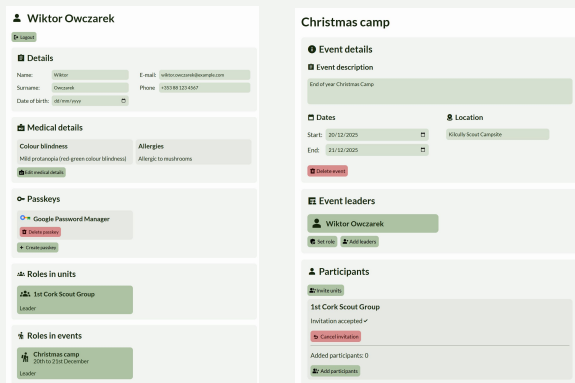 Wiktor Owczarek
Logout
Details
Name: Wiktor
E-mail: wiktor.owczarek@example.com
Surname: Owczarek
Phone +353 88 123 4567
Date of birth: dd/mm/yyyy
Medical details
Colour blindness
Mild protanopia (red-green colour blindness)
Allergies
Allergic to mushrooms
Edit medical details
Passkeys
Google Password Manager
Delete passkey
Create passkey
Roles in units
1st Cork Scout Group
Leader
Roles in events
Christmas camp
20th to 21st December
Leader
Christmas camp
Event details
Event description
End of year Christmas Camp
Dates
Start: 20/12/2025
End: 21/12/2025
Location
Kilcully Scout Campsite
Delete event
Event leaders
Wiktor Owczarek
Set role
Add leaders
Participants
Invite units
1st Cork Scout Group
Invitation accepted ✓
Cancel invitation
Added participants: 0
Add participants